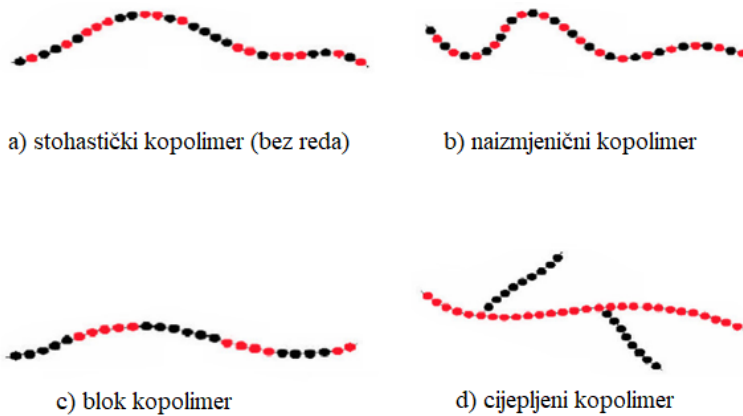 a) stohastički kopolimer (bez reda)
b) naizmjenični kopolimer
c) blok kopolimer
d) cijepljeni kopolimer